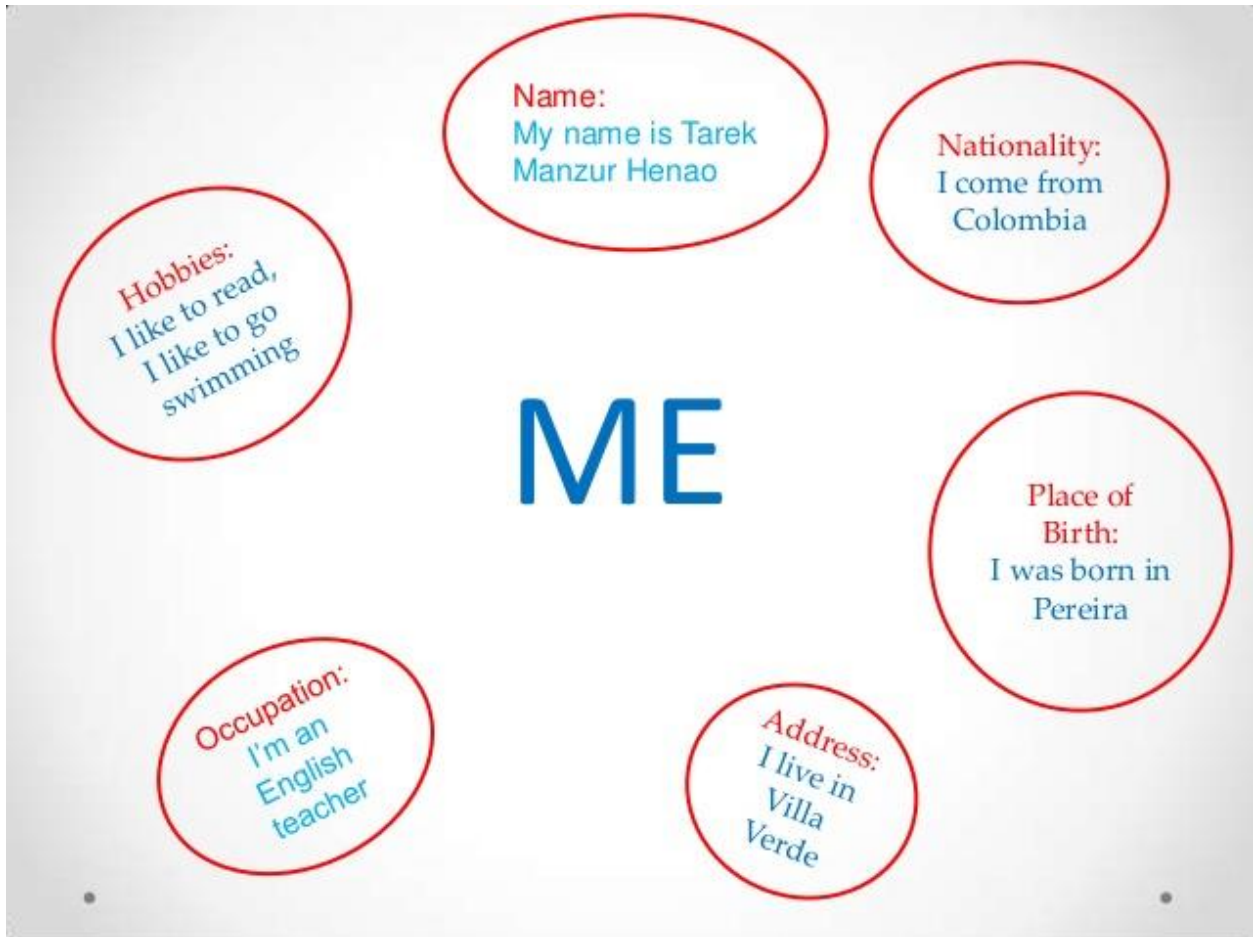 Name:
My name is Tarek
Manzur Henao
Nationality:
I come from
Colombia
Hobbies:
I like to read,
I like to go
swimming
ME
Place of
Birth:
I was born in
Pereira
Occupation:
I'm an
English
teacher
Address:
I live in
Villa
Verde